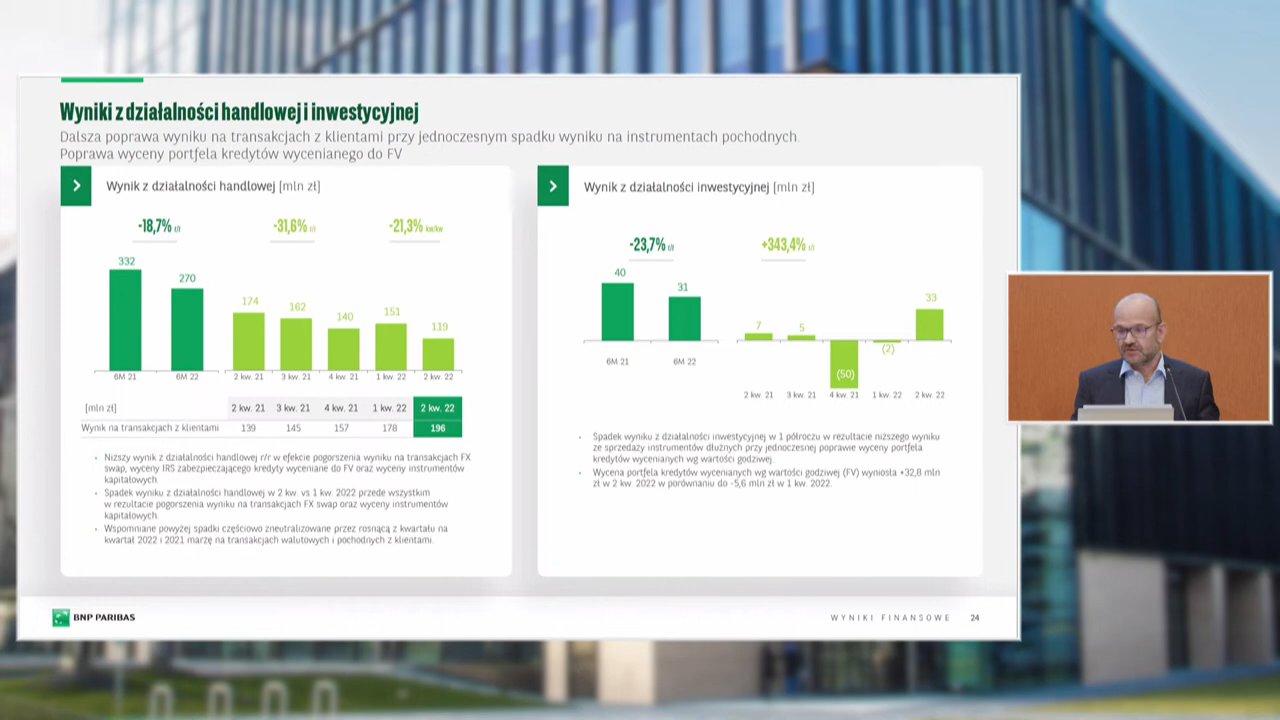 Wyniki z działalności handlowej i inwestycyjnej
Dalsza poprawa wyniku na transakcjach z klientami przy jednoczesnym spadku wyniku na instrumentach pochodnych.
Poprawa wyceny portfela kredytów wycenianego do FV
Wynik z działalności handlowej [mln zł]
-18,7% r/r
-31,6% r/r
-21,3% kw/kw
332
270
174
162
140
151
119
6M 21
6M 22
2 kw. 21
3 kw. 21
4 kw. 21
1 kw. 22
2 kw. 22
[mln zł] 2 kw. 21 3 kw. 21 4 kw. 21 1 kw. 22 2 kw. 22
Wynik na transakcjach z klientami 139 145 157 178 196
Niższy wynik z działalności handlowej r/r w efekcie pogorszenia wyniku na transakcjach FX
swap, wyceny IRS zabezpieczającego kredyty wyceniane do FV oraz wyceny instrumentów
kapitałowych.
Spadek wyniku z działalności handlowej w 2 kw. vs 1 kw. 2022 przede wszystkim
w rezultacie pogorszenia wyniku na transakcjach FX swap oraz wyceny instrumentów
kapitałowych.
Wspomniane powyżej spadki częściowo zneutralizowane przez rosnącą z kwartału na
kwartał 2022 i 2021 marżę na transakcjach walutowych i pochodnych z klientami.
Wynik z działalności inwestycyjnej [mln zł]
-23,7% r/r
+343,4% r/r
40
31
7
5
(50)
(2)
33
6M 21
6M 22
2 kw. 21
3 kw. 21
4 kw. 21
1 kw. 22
2 kw. 22
Spadek wyniku z działalności inwestycyjnej w 1 półroczu w rezultacie niższego wyniku
ze sprzedaży instrumentów dłużnych przy jednoczesnej poprawie wyceny portfela
kredytów wycenianych wg wartości godziwej.
Wycena portfela kredytów wycenianych wg wartości godziwej (FV) wyniosła +32,8 mln
zł w 2 kw. 2022 w porównaniu do -5,6 mln zł w 1 kw. 2022.
BNP PARIBAS
WYNIKI FINANSOWE 24